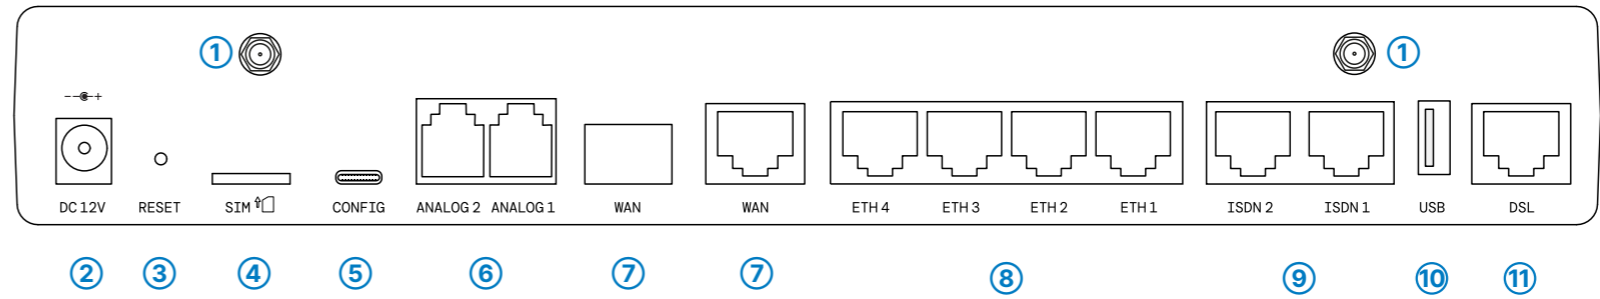 ① ①
DC 12V RESET SIM CONFIG ANALOG 2 ANALOG 1 WAN WAN ETH 4 ETH 3 ETH 2 ETH 1 ISDN 2 ISDN 1 USB DSL
② ③ ④ ⑤ ⑥ ⑦ ⑦ ⑧ ⑨ ⑩ ⑪